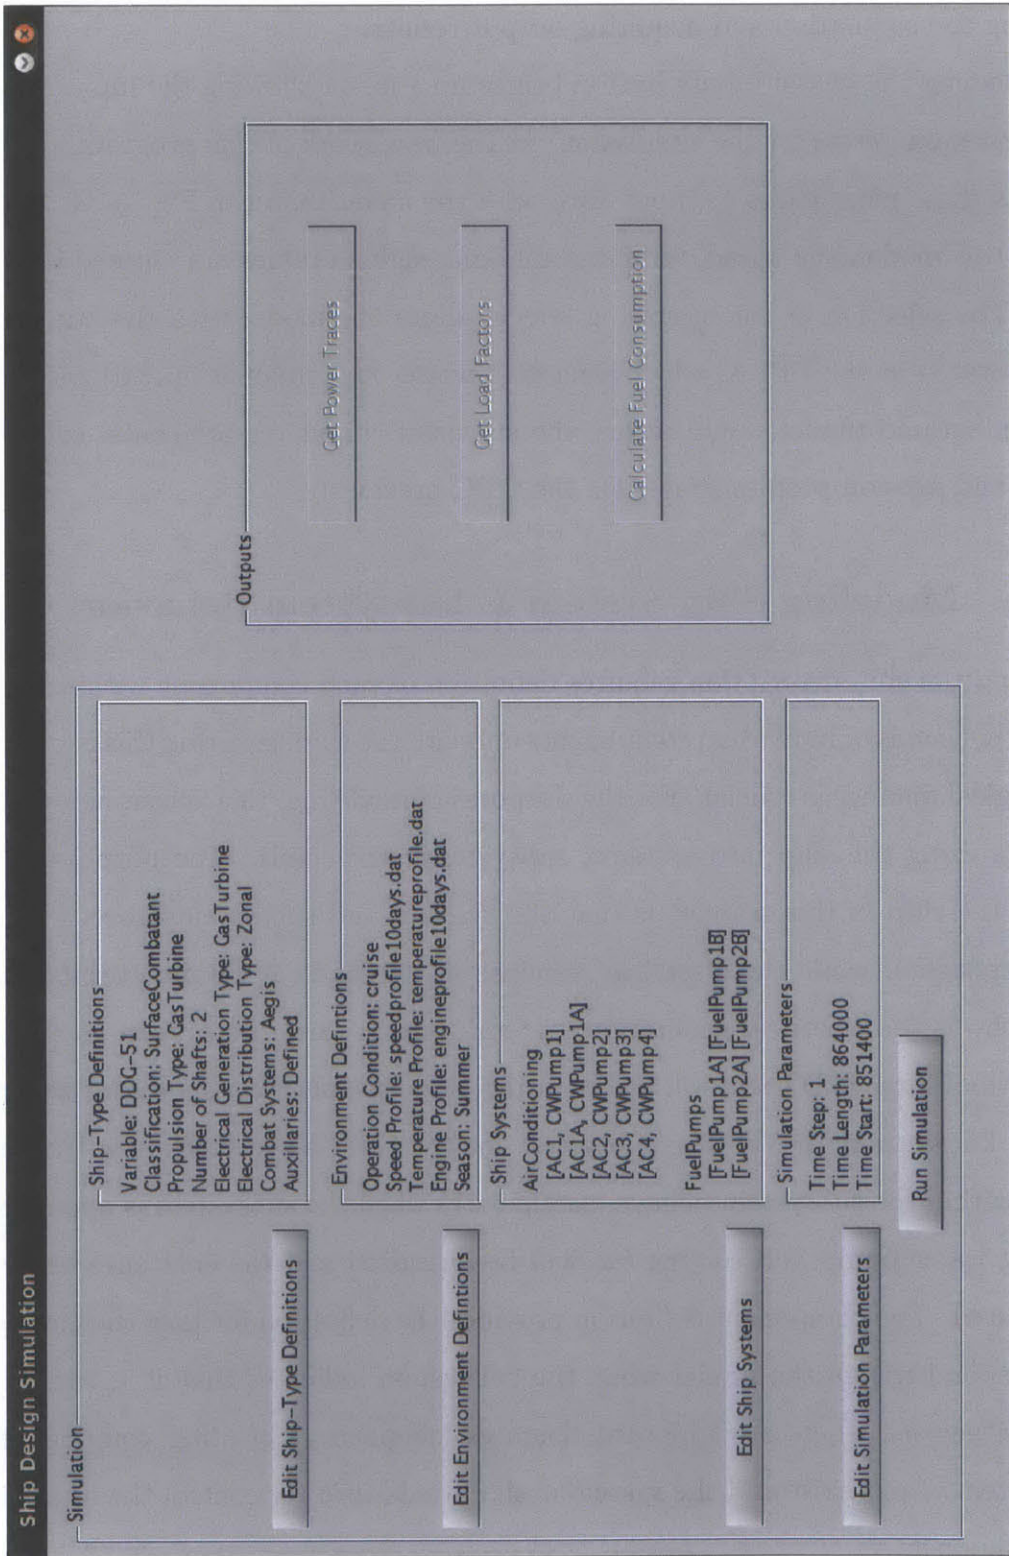 Ship Design Simulation
Simulation
Edit Ship-Type Definitions
Ship-Type Definitions
Variable: DDG-51
Classification: SurfaceCombatant
Propulsion Type: GasTurbine
Number of Shafts: 2
Electrical Generation Type: GasTurbine
Electrical Distribution Type: Zonal
Combat Systems: Aegis
Auxiliaries: Defined
Edit Environment Defintions
Environment Defintions
Operation Condition: cruise
Speed Profile: speedprofile10days.dat
Temperature Profile: temperatureprofile.dat
Engine Profile: engineprofile10days.dat
Season: Summer
Edit Ship Systems
Ship Systems
AirConditioning
[AC1, CWPump1]
[AC1A, CWPump1A]
[AC2, CWPump2]
[AC3, CWPump3]
[AC4, CWPump4]
FuelPumps
[FuelPump1A] [FuelPump1B]
[FuelPump2A] [FuelPump2B]
Edit Simulation Parameters
Simulation Parameters
Time Step: 1
Time Length: 864000
Time Start: 851400
Run Simulation
Outputs
Get Power Traces
Get Load Factors
Calculate Fuel Consumption